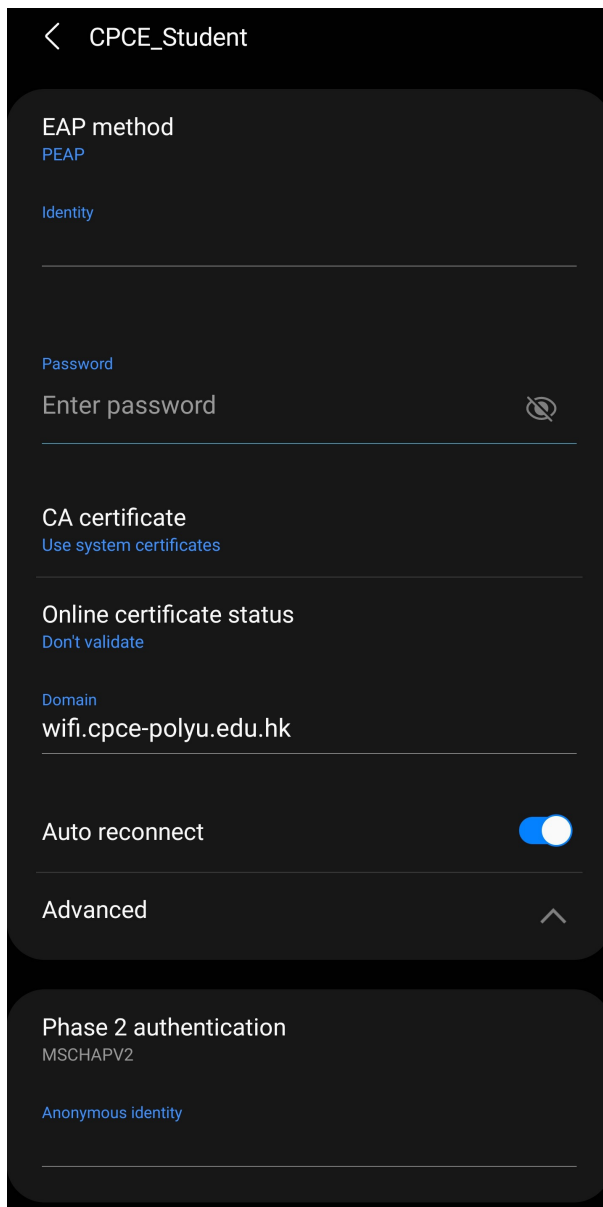 CPCE_Student
EAP method
PEAP
Identity
Password
Enter password
CA certificate
Use system certificates
Online certificate status
Don't validate
Domain
wifi.cpce-polyu.edu.hk
Auto reconnect
Advanced
Phase 2 authentication
MSCHAPV2
Anonymous identity